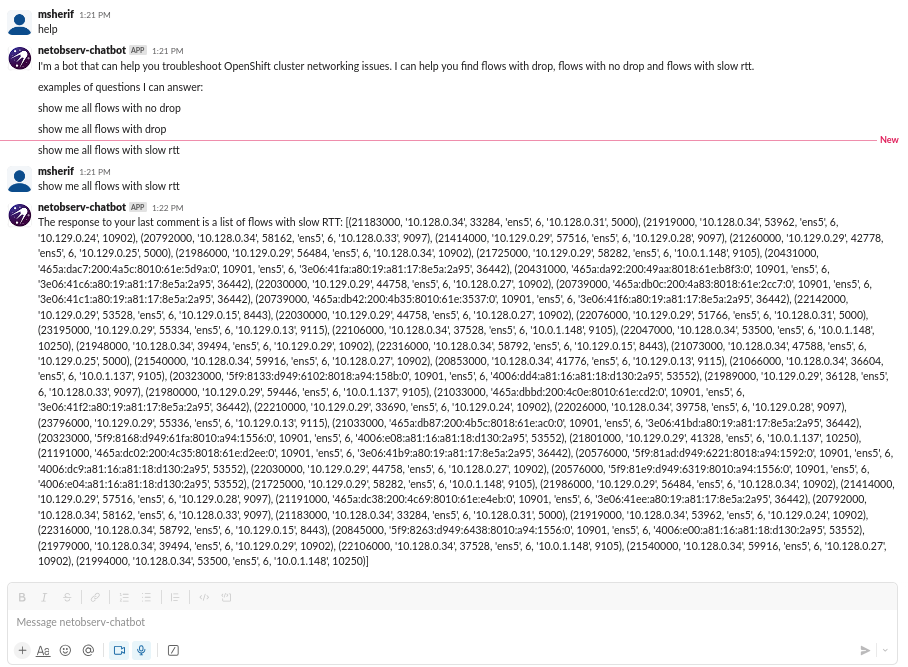 msherif 1:21 PM
help
netobserv-chatbot APP 1:21 PM
I'm a bot that can help you troubleshoot OpenShift cluster networking issues. I can help you find flows with drop, flows with no drop and flows with slow rtt.
examples of questions I can answer:
show me all flows with no drop
show me all flows with drop
New
show me all flows with slow rtt
msherif 1:21 PM
show me all flows with slow rtt
netobserv-chatbot APP 1:22 PM
The response to your last comment is a list of flows with slow RTT: [(21183000, '10.128.0.34', 33284, 'ens5', 6, '10.128.0.31', 5000), (21919000, '10.128.0.34', 53962, 'ens5', 6,
'10.129.0.24', 10902), (20792000, '10.128.0.34', 58162, 'ens5', 6, '10.128.0.33', 9097), (21414000, '10.129.0.29', 57516, 'ens5', 6, '10.129.0.28', 9097), (21260000, '10.129.0.29', 42778,
'ens5', 6, '10.129.0.25', 5000), (21986000, '10.129.0.29', 56484, 'ens5', 6, '10.128.0.34', 10902), (21725000, '10.129.0.29', 58282, 'ens5', 6, '10.0.1.148', 9105), (20431000,
'465a:dac7:200:4a5c:8010:61e:5d9a:0', 10901, 'ens5', 6, '3e06:41fa:a80:19:a81:17:8e5a:2a95', 36442), (20431000, '465a:da92:200:49aa:8018:61e:b8f3:0', 10901, 'ens5', 6,
'3e06:41c6:a80:19:a81:17:8e5a:2a95', 36442), (22030000, '10.129.0.29', 44758, 'ens5', 6, '10.128.0.27', 10902), (20739000, '465a:db0c:200:4a83:8018:61e:2cc7:0', 10901, 'ens5', 6,
'3e06:41c1:a80:19:a81:17:8e5a:2a95', 36442), (20739000, '465a:db42:200:4b35:8010:61e:3537:0', 10901, 'ens5', 6, '3e06:41f6:a80:19:a81:17:8e5a:2a95', 36442), (22142000,
'10.129.0.29', 53528, 'ens5', 6, '10.129.0.15', 8443), (22030000, '10.129.0.29', 44758, 'ens5', 6, '10.128.0.27', 10902), (22076000, '10.129.0.29', 51766, 'ens5', 6, '10.128.0.31', 5000),
(23195000, '10.129.0.29', 55334, 'ens5', 6, '10.129.0.13', 9115), (22106000, '10.128.0.34', 37528, 'ens5', 6, '10.0.1.148', 9105), (22047000, '10.128.0.34', 53500, 'ens5', 6, '10.0.1.148',
10250), (21948000, '10.128.0.34', 39494, 'ens5', 6, '10.129.0.29', 10902), (22316000, '10.128.0.34', 58792, 'ens5', 6, '10.129.0.15', 8443), (21073000, '10.128.0.34', 47588, 'ens5', 6,
'10.129.0.25', 5000), (21540000, '10.128.0.34', 59916, 'ens5', 6, '10.128.0.27', 10902), (20853000, '10.128.0.34', 41776, 'ens5', 6, '10.129.0.13', 9115), (21066000, '10.128.0.34', 36604,
'ens5', 6, '10.0.1.137', 9105), (20323000, '5f9:8133:d949:6102:8018:a94:158b:0', 10901, 'ens5', 6, '4006:dd4:a81:16:a81:18:d130:2a95', 53552), (21989000, '10.129.0.29', 36128, 'ens5',
6, '10.128.0.33', 9097), (21980000, '10.129.0.29', 59446, 'ens5', 6, '10.0.1.137', 9105), (21033000, '465a:dbbd:200:4c0e:8010:61e:cd2:0', 10901, 'ens5', 6,
'3e06:41f2:a80:19:a81:17:8e5a:2a95', 36442), (22210000, '10.129.0.29', 33690, 'ens5', 6, '10.129.0.24', 10902), (22026000, '10.128.0.34', 39758, 'ens5', 6, '10.129.0.28', 9097),
(23796000, '10.129.0.29', 55336, 'ens5', 6, '10.129.0.13', 9115), (21033000, '465a:db87:200:4b5c:8018:61e:ac0:0', 10901, 'ens5', 6, '3e06:41bd:a80:19:a81:17:8e5a:2a95', 36442),
(20323000, '5f9:8168:d949:61fa:8010:a94:1556:0', 10901, 'ens5', 6, '4006:e08:a81:16:a81:18:d130:2a95', 53552), (21801000, '10.129.0.29', 41328, 'ens5', 6, '10.0.1.137', 10250),
(21191000, '465a:dc02:200:4c35:8018:61e:d2ee:0', 10901, 'ens5', 6, '3e06:41b9:a80:19:a81:17:8e5a:2a95', 36442), (20576000, '5f9:81ad:d949:6221:8018:a94:1592:0', 10901, 'ens5', 6,
'4006:dc9:a81:16:a81:18:d130:2a95', 53552), (22030000, '10.129.0.29', 44758, 'ens5', 6, '10.128.0.27', 10902), (20576000, '5f9:81e9:d949:6319:8010:a94:1556:0', 10901, 'ens5', 6,
'4006:e04:a81:16:a81:18:d130:2a95', 53552), (21725000, '10.129.0.29', 58282, 'ens5', 6, '10.0.1.148', 9105), (21986000, '10.129.0.29', 56484, 'ens5', 6, '10.128.0.34', 10902), (21414000,
'10.129.0.29', 57516, 'ens5', 6, '10.129.0.28', 9097), (21191000, '465a:dc38:200:4c69:8010:61e:e4eb:0', 10901, 'ens5', 6, '3e06:41ee:a80:19:a81:17:8e5a:2a95', 36442), (20792000,
'10.128.0.34', 58162, 'ens5', 6, '10.128.0.33', 9097), (21183000, '10.128.0.34', 33284, 'ens5', 6, '10.128.0.31', 5000), (21919000, '10.128.0.34', 53962, 'ens5', 6, '10.129.0.24', 10902),
(22316000, '10.128.0.34', 58792, 'ens5', 6, '10.129.0.15', 8443), (20845000, '5f9:8263:d949:6438:8010:a94:1556:0', 10901, 'ens5', 6, '4006:e00:a81:16:a81:18:d130:2a95', 53552),
(21979000, '10.128.0.34', 39494, 'ens5', 6, '10.129.0.29', 10902), (22106000, '10.128.0.34', 37528, 'ens5', 6, '10.0.1.148', 9105), (21540000, '10.128.0.34', 59916, 'ens5', 6, '10.128.0.27',
10902), (21994000, '10.128.0.34', 53500, 'ens5', 6, '10.0.1.148', 10250)]
Message netobserv-chatbot